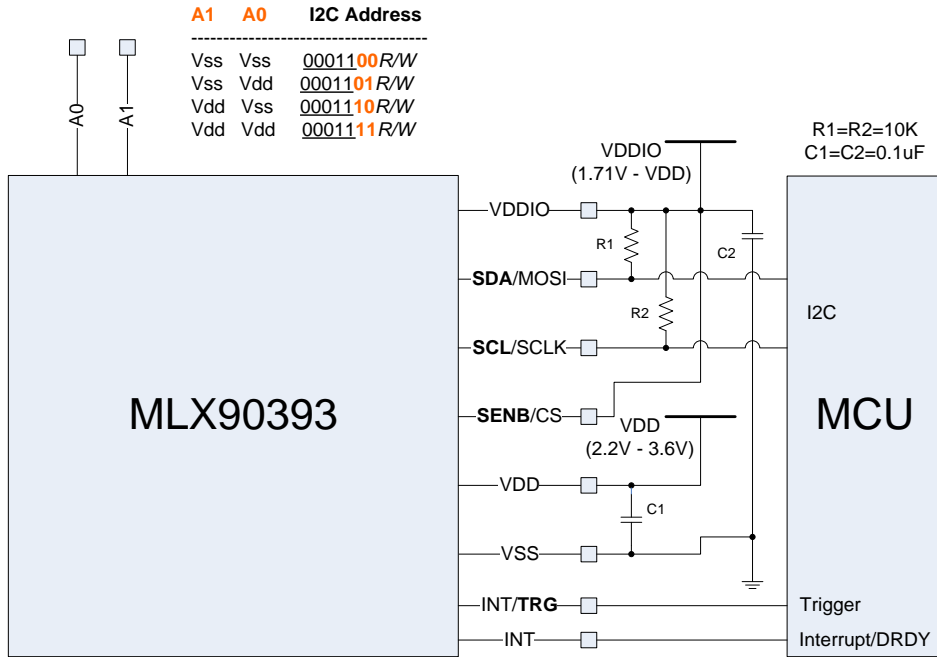 A1 A0 I2C Address
-----------------------------------------
Vss Vss 0001100R/W
Vss Vdd 0001101R/W
Vdd Vss 0001110R/W
Vdd Vdd 0001111R/W
A0
A1
R1=R2=10K
C1=C2=0.1uF
VDDIO
(1.71V - VDD)
VDDIO
R1
C2
SDA/MOSI
R2
I2C
SCL/SCLK
MLX90393
SENB/CS
MCU
VDD
(2.2V - 3.6V)
VDD
C1
VSS
INT/TRG
Trigger
INT
Interrupt/DRDY